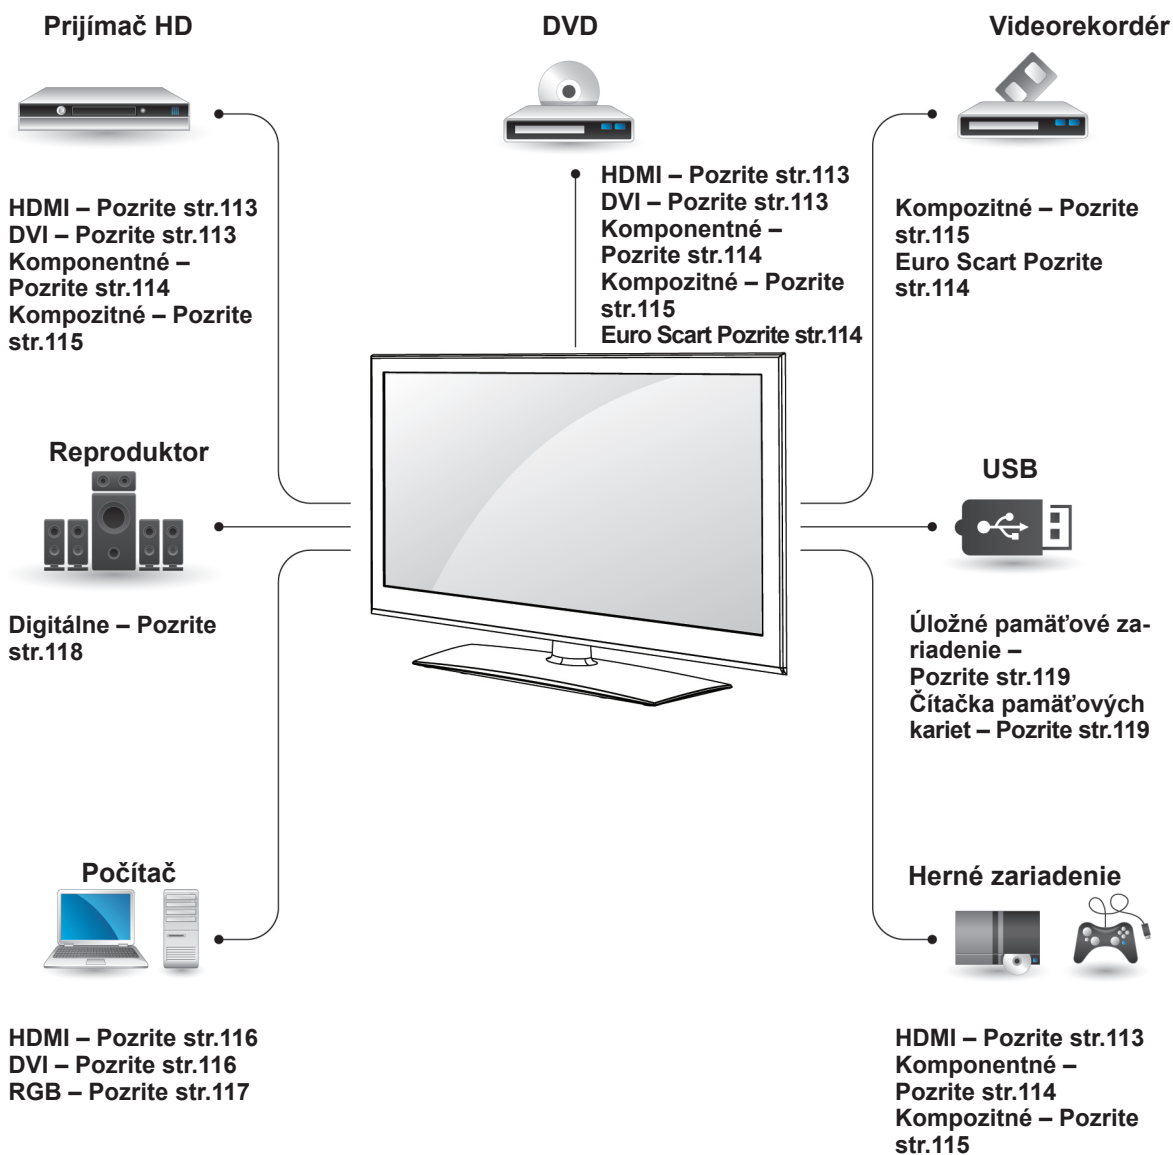 Prijímač HD
HDMI – Pozrite str.113
DVI – Pozrite str.113
Komponentné –
Pozrite str.114
Kompozitné – Pozrite
str.115
DVD
HDMI – Pozrite str.113
DVI – Pozrite str.113
Komponentné –
Pozrite str.114
Kompozitné – Pozrite
str.115
Euro Scart Pozrite str.114
Videorekordér
Kompozitné – Pozrite
str.115
Euro Scart Pozrite
str.114
Reproduktor
Digitálne – Pozrite
str.118
USB
Úložné pamäťové za-
riadenie –
Pozrite str.119
Čítačka pamäťových
kariet – Pozrite str.119
Počítač
HDMI – Pozrite str.116
DVI – Pozrite str.116
RGB – Pozrite str.117
Herné zariadenie
HDMI – Pozrite str.113
Komponentné –
Pozrite str.114
Kompozitné – Pozrite
str.115